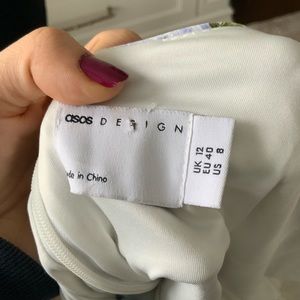 asos DESIGN
de in China
UK 12
EU 40
US 8